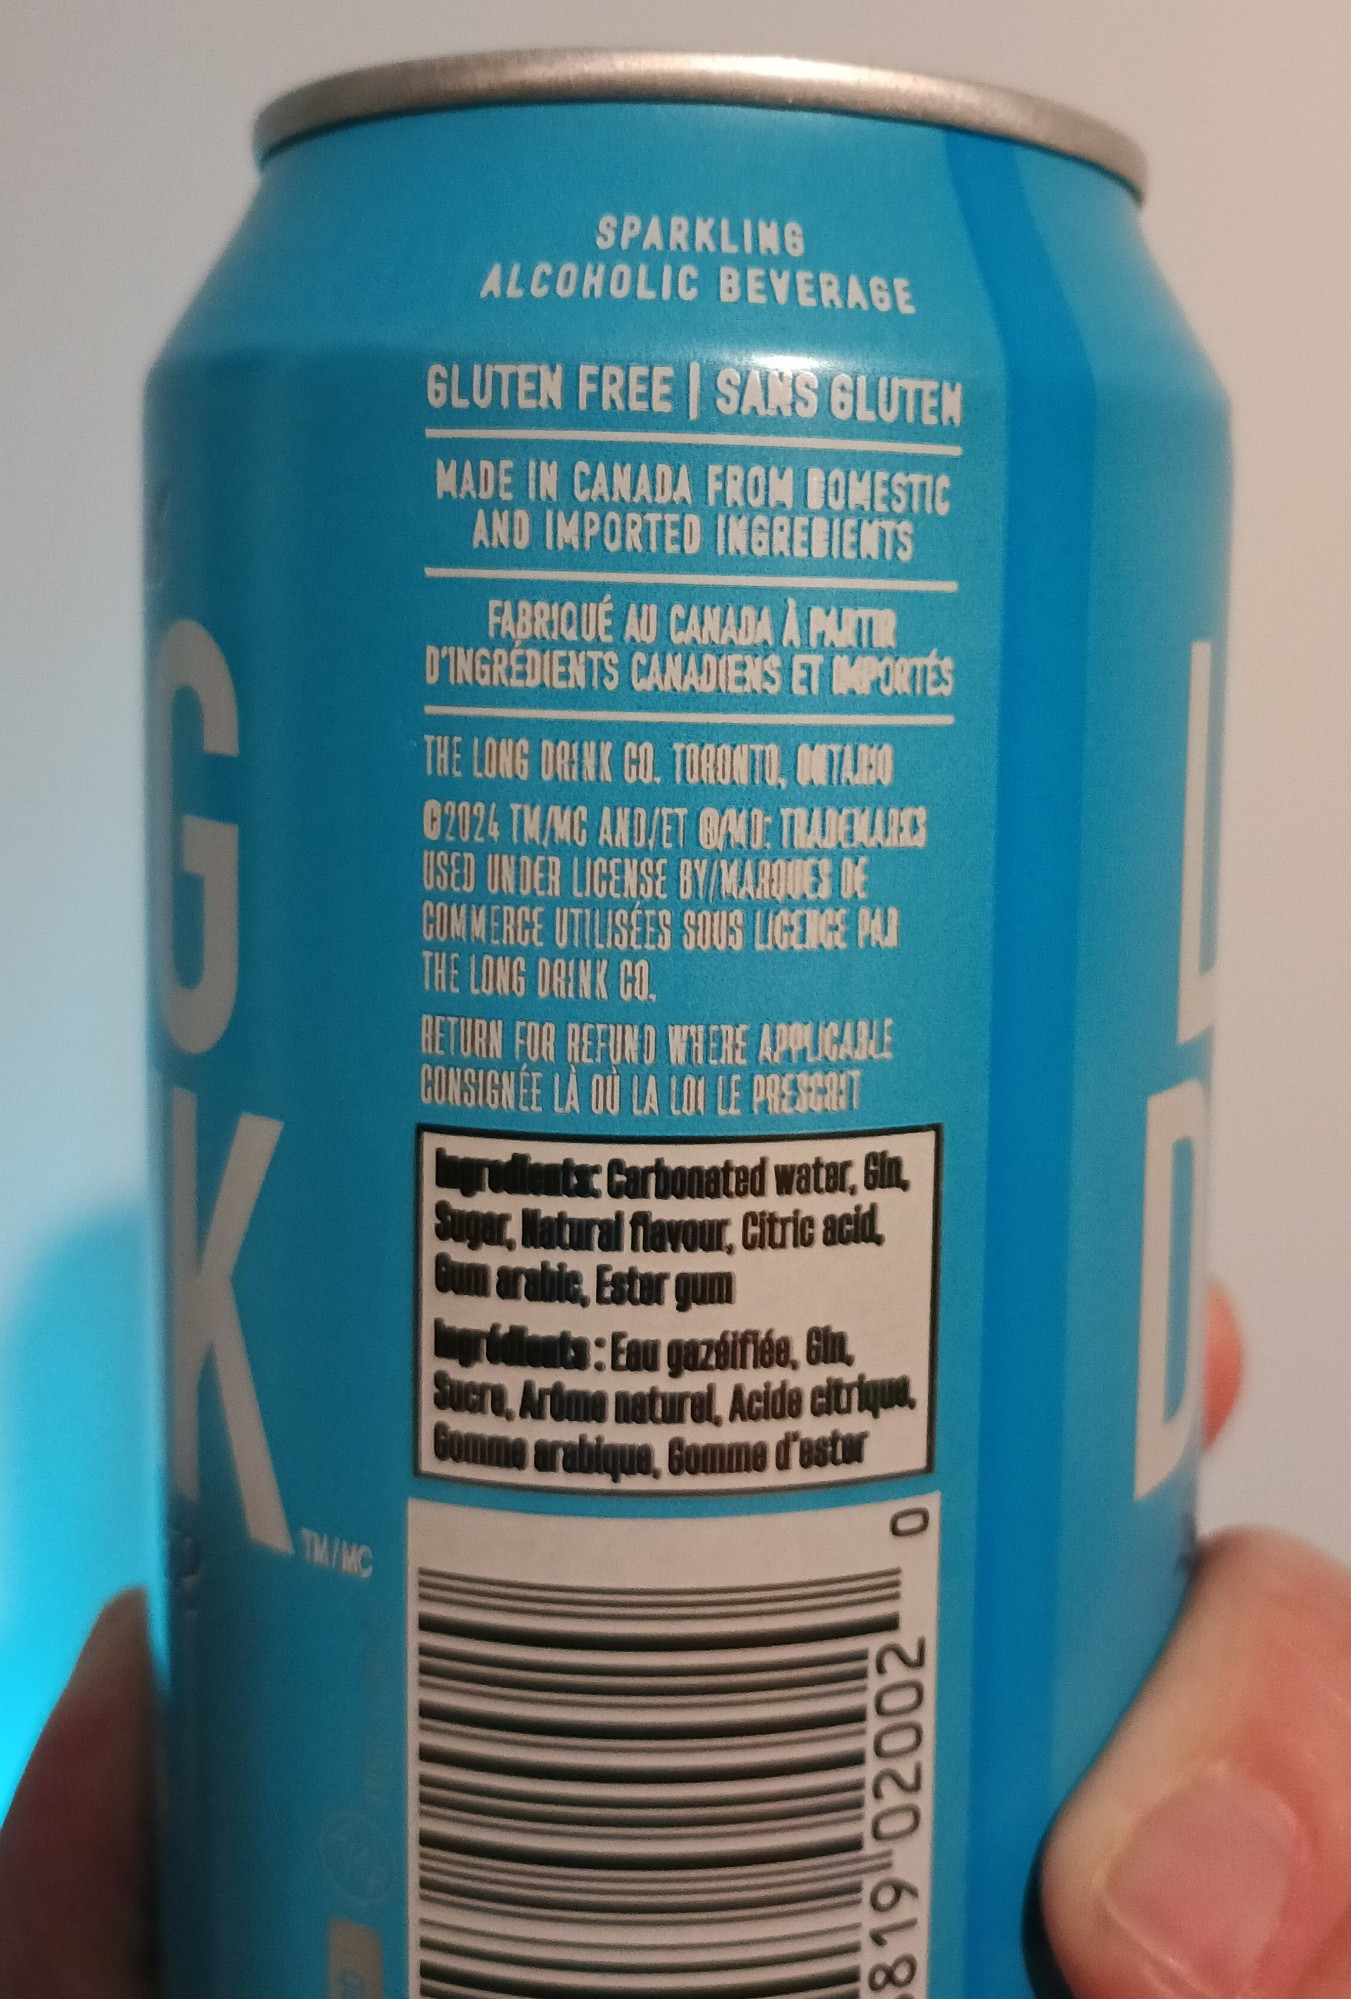 SPARKLING
ALCOHOLIC BEVERAGE
GLUTEN FREE | SANS GLUTEN
MADE IN CANADA FROM DOMESTIC
AND IMPORTED INGREDIENTS
FABRIQUÉ AU CANADA À PARTIR
D'INGRÉDIENTS CANADIENS ET IMPORTÉS
THE LONG DRINK CO. TORONTO, ONTARIO
©2024 TM/MC AND/ET ®/MD: TRADEMARKS
USED UNDER LICENSE BY/MARQUES DE
COMMERCE UTILISÉES SOUS LICENCE PAR
THE LONG DRINK CO.
RETURN FOR REFUND WHERE APPLICABLE
CONSIGNÉE LÀ OÙ LA LOI LE PRESCRIT
Ingredients: Carbonated water, Gin,
Sugar, Natural flavour, Citric acid,
Gum arabic, Ester gum
Ingrédients : Eau gazéifiée, Gin,
Sucre, Arôme naturel, Acide citrique,
Gomme arabique, Gomme d'ester
G
K
TM/MC
L
D
819 02002 0